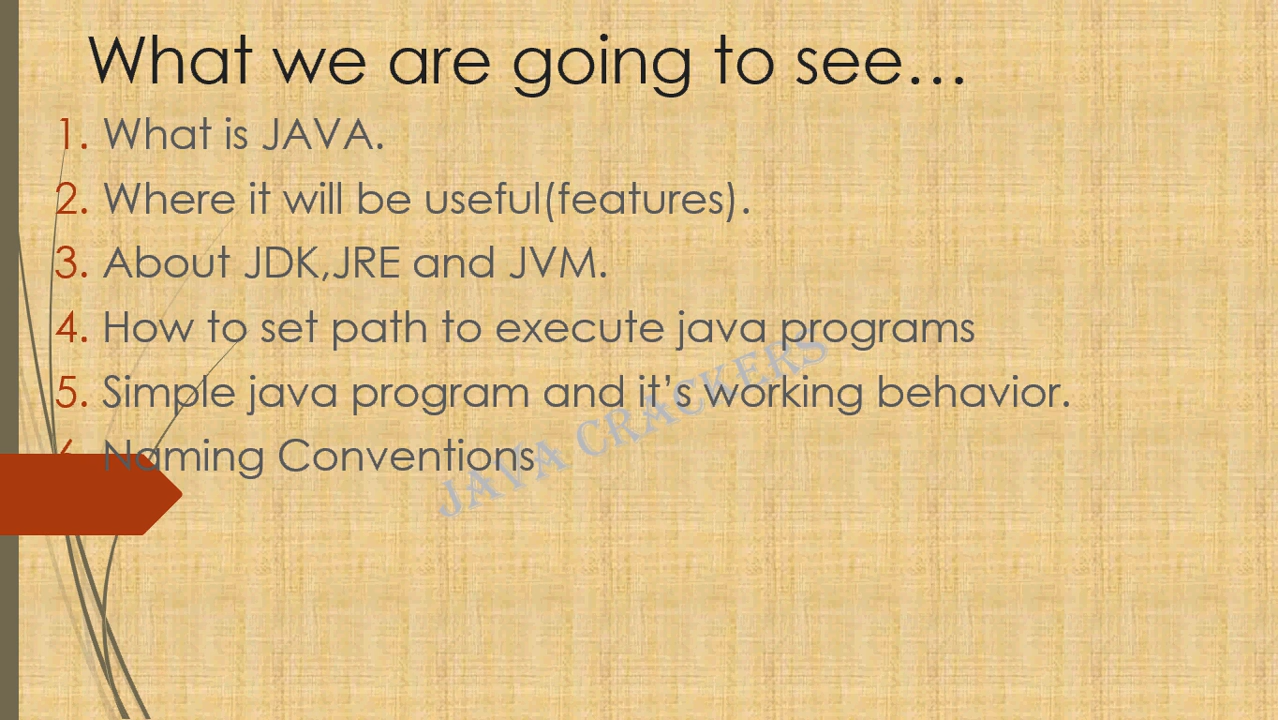 What we are going to see…
1. What is JAVA.
2. Where it will be useful(features).
3. About JDK,JRE and JVM.
4. How to set path to execute java programs
5. Simple java program and it’s working behavior.
6. Naming Conventions
JAVA CRACKERS